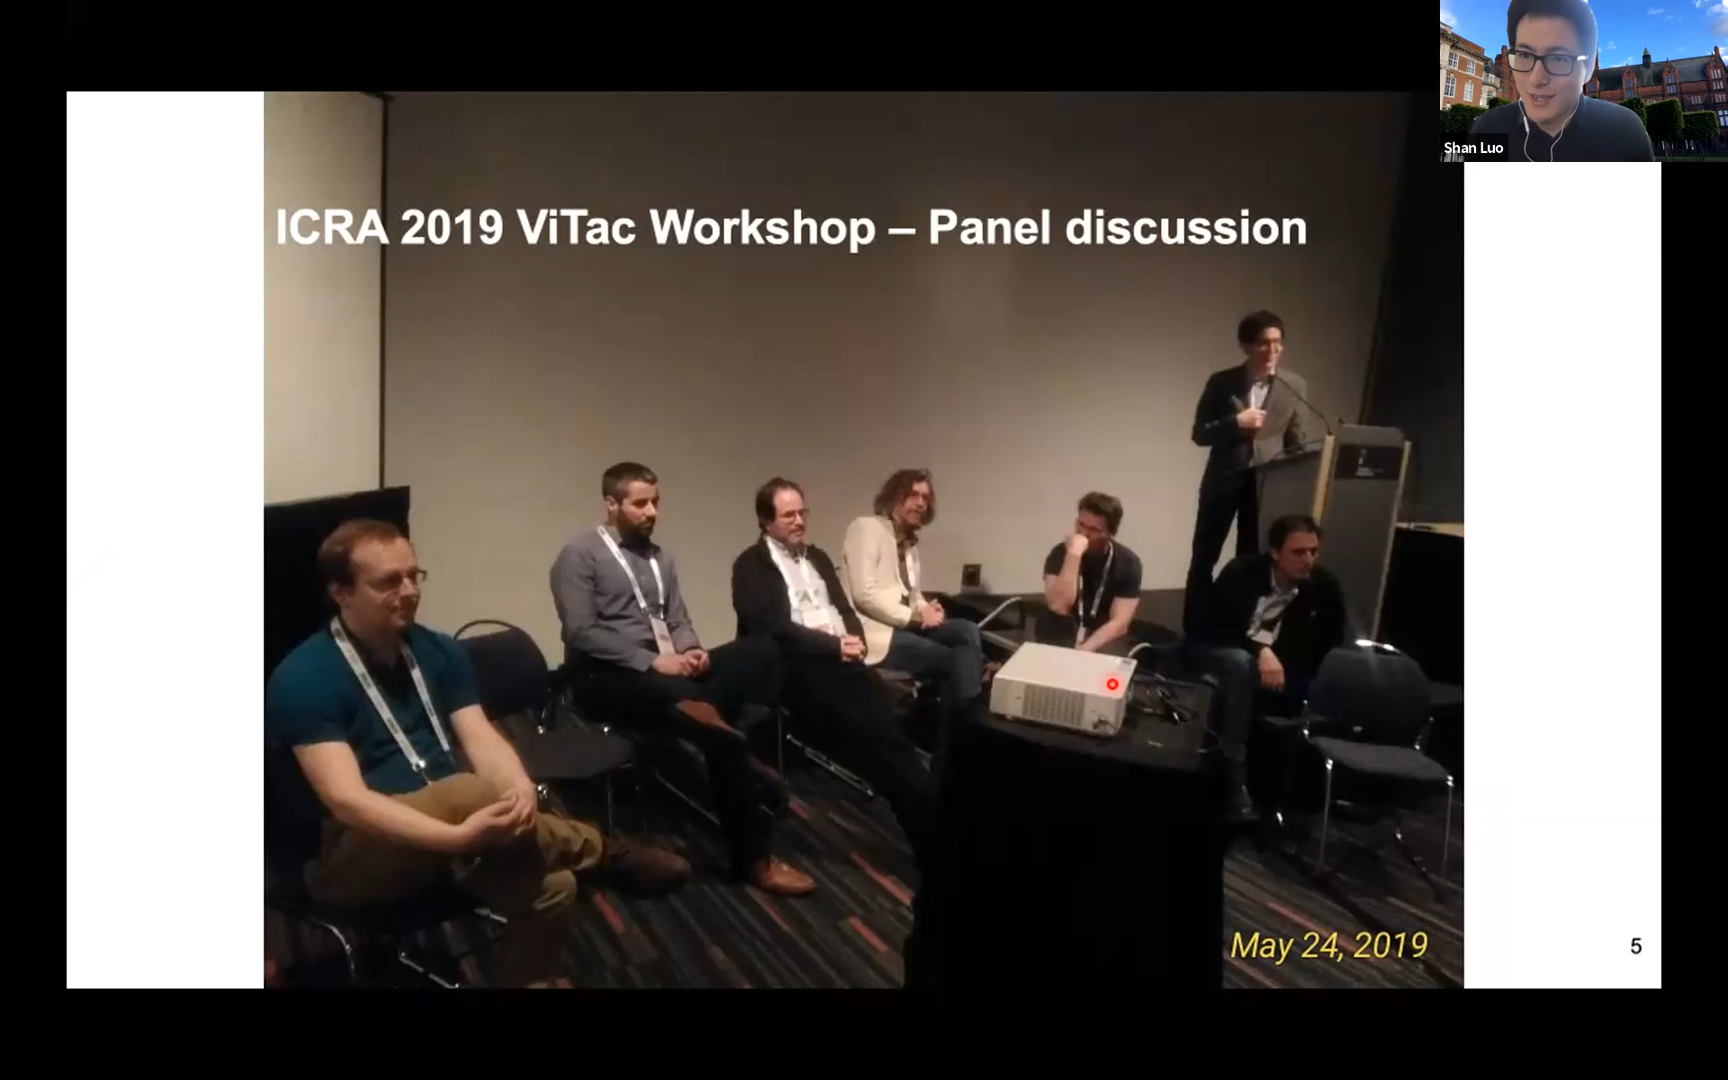 Shan Luo
ICRA 2019 ViTac Workshop – Panel discussion
May 24, 2019
5